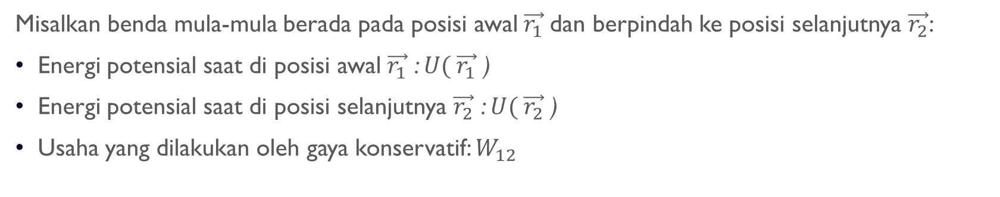 Misalkan benda mula-mula berada pada posisi awal $\overrightarrow{r_1}$ dan berpindah ke posisi selanjutnya $\overrightarrow{r_2}$:
• Energi potensial saat di posisi awal $\overrightarrow{r_1}$ : $U(\overrightarrow{r_1})$
• Energi potensial saat di posisi selanjutnya $\overrightarrow{r_2}$ : $U(\overrightarrow{r_2})$
• Usaha yang dilakukan oleh gaya konservatif: $W_{12}$